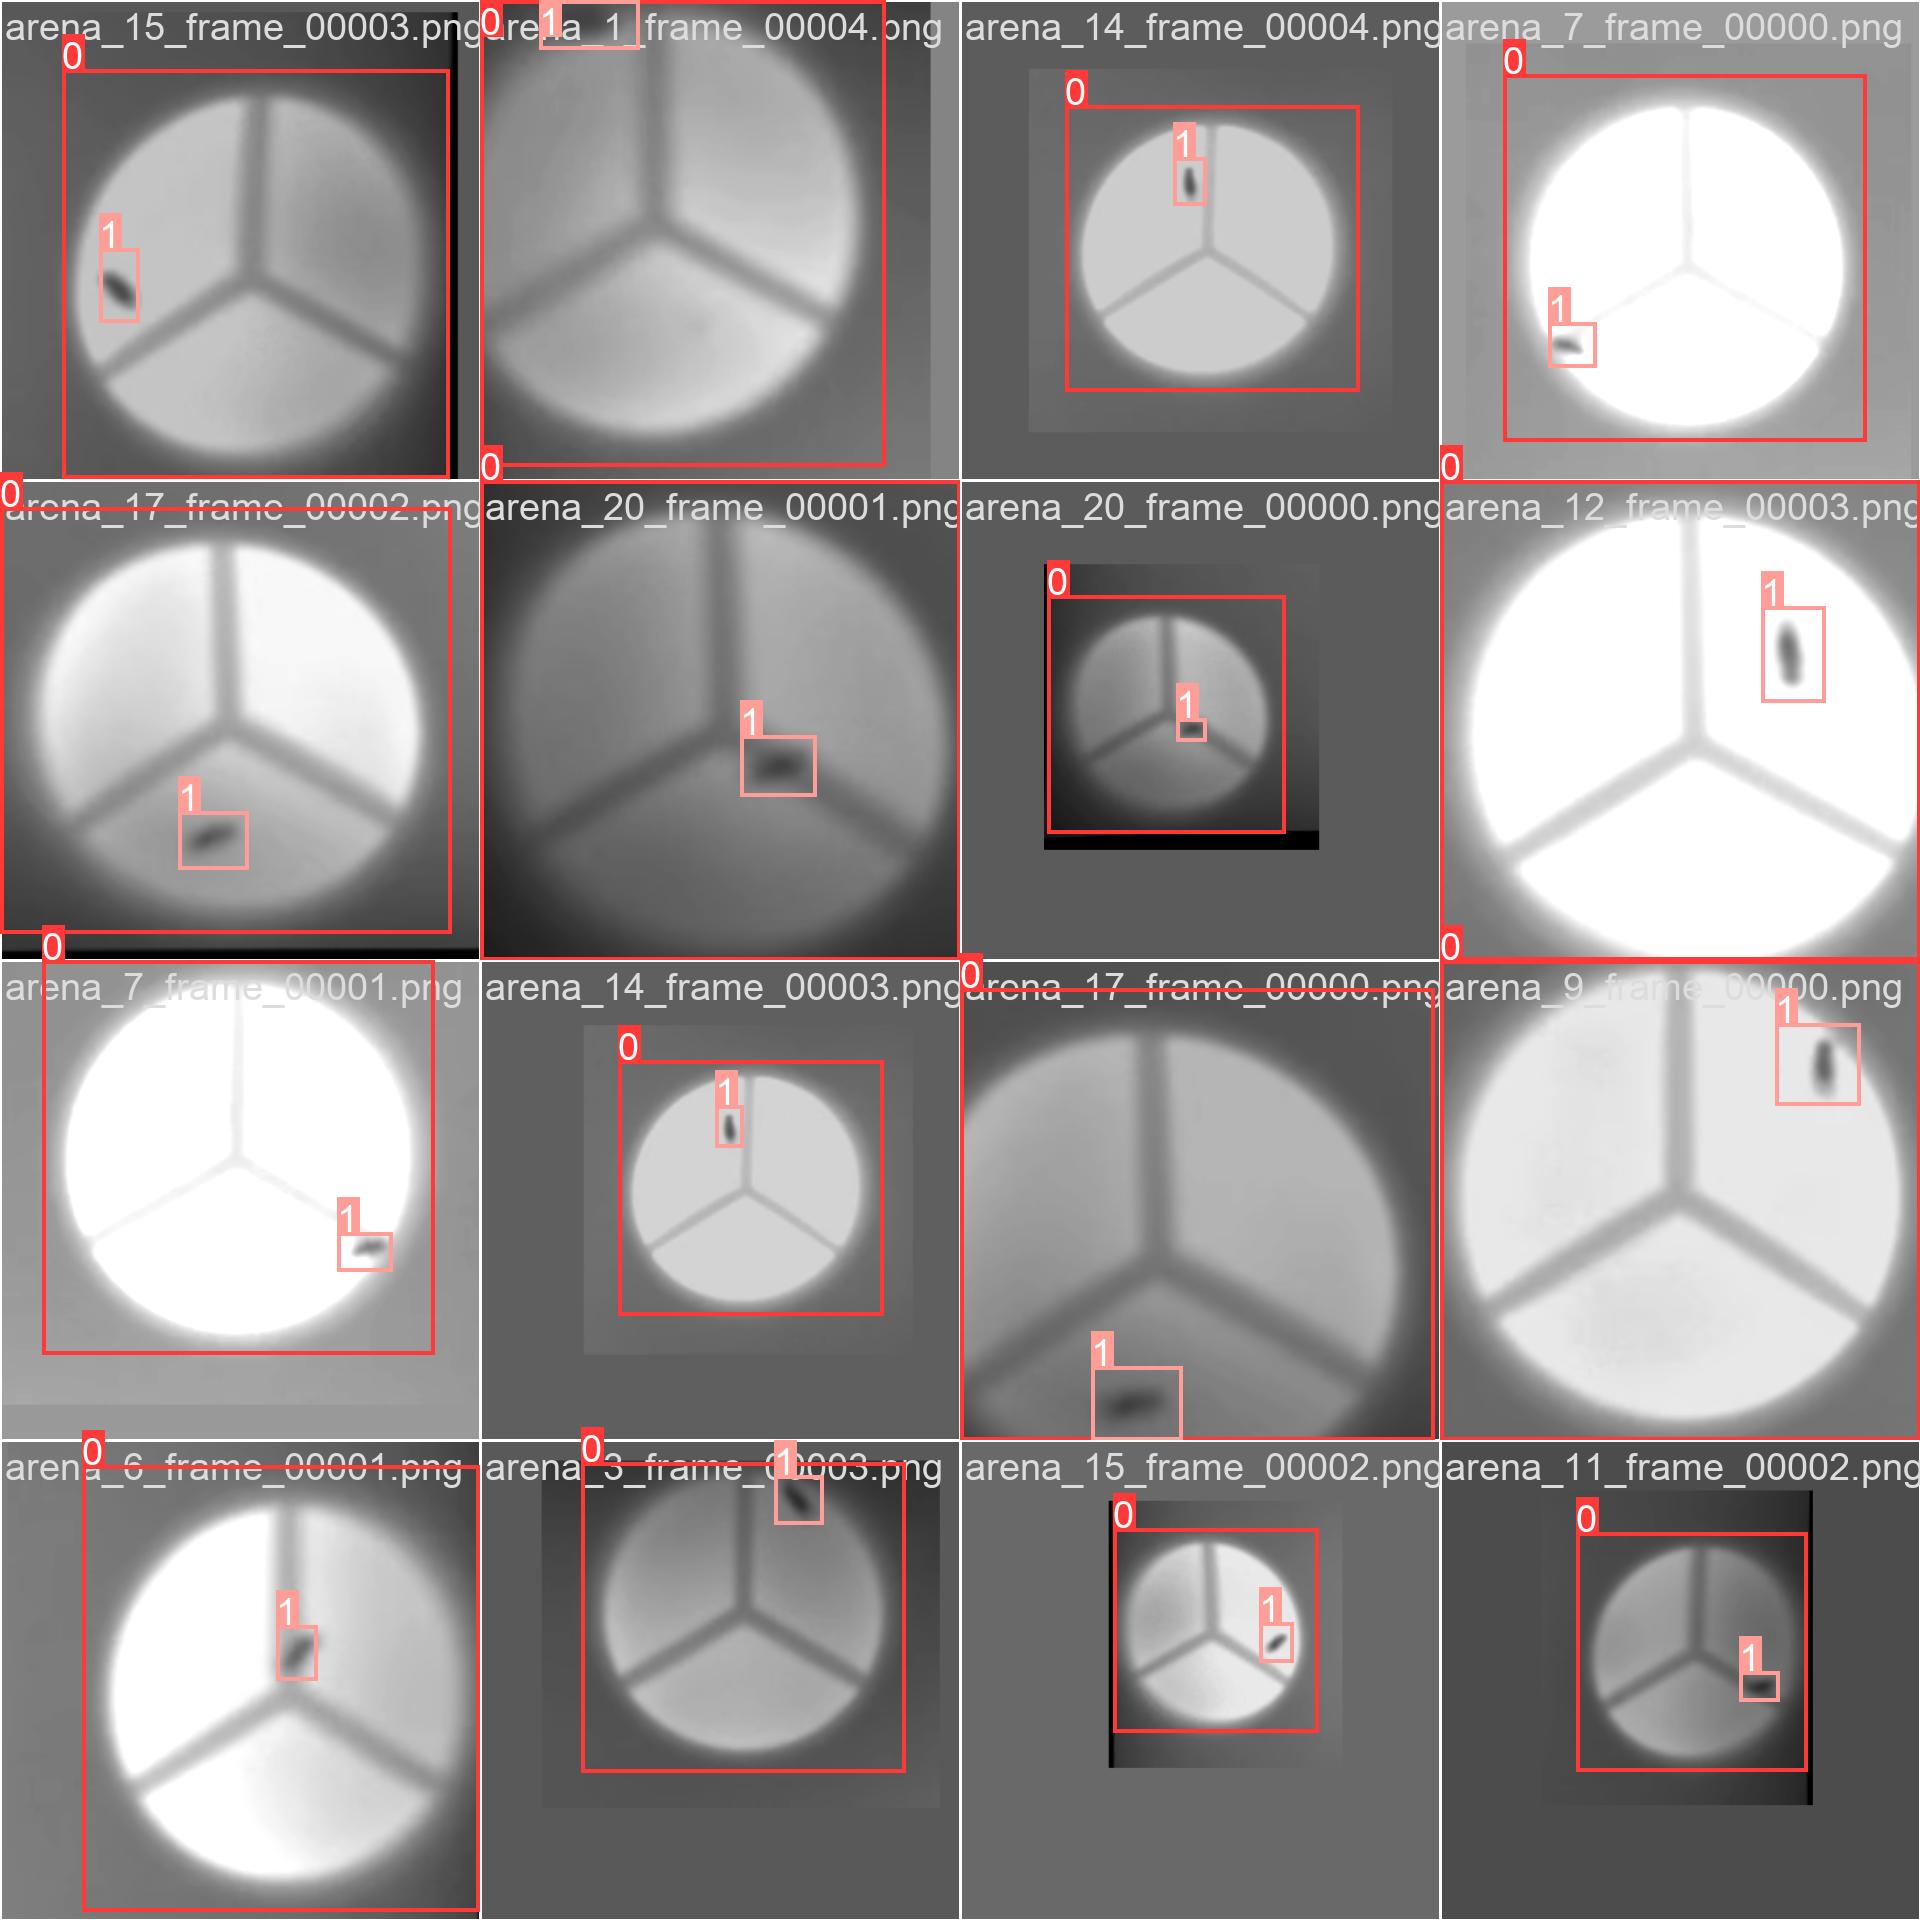 arena_15_frame_00003.png
0
1
arena_1_frame_00004.png
0
1
arena_14_frame_00004.png
0
1
arena_7_frame_00000.png
0
1
arena_17_frame_00002.png
0
1
arena_20_frame_00001.png
0
1
arena_20_frame_00000.png
0
1
arena_12_frame_00003.png
0
1
arena_7_frame_00001.png
0
1
arena_14_frame_00003.png
0
1
arena_17_frame_00000.png
0
1
arena_9_frame_00000.png
0
1
arena_6_frame_00001.png
0
1
arena_3_frame_00003.png
0
1
arena_15_frame_00002.png
0
1
arena_11_frame_00002.png
0
1